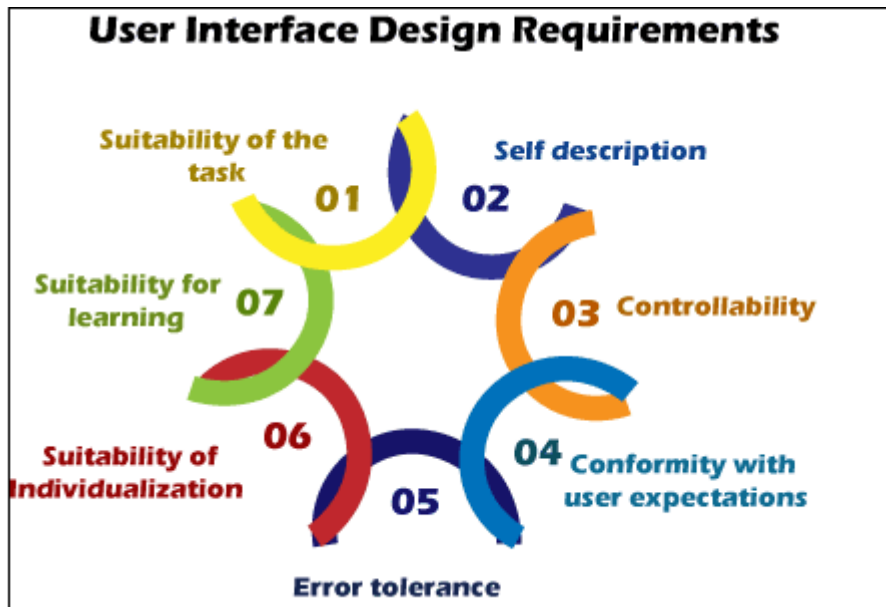 User Interface Design Requirements
Suitability of the
task
01
Self description
02
03
Controllability
04
Conformity with
user expectations
05
Error tolerance
06
Suitability of
Individualization
07
Suitability for
learning